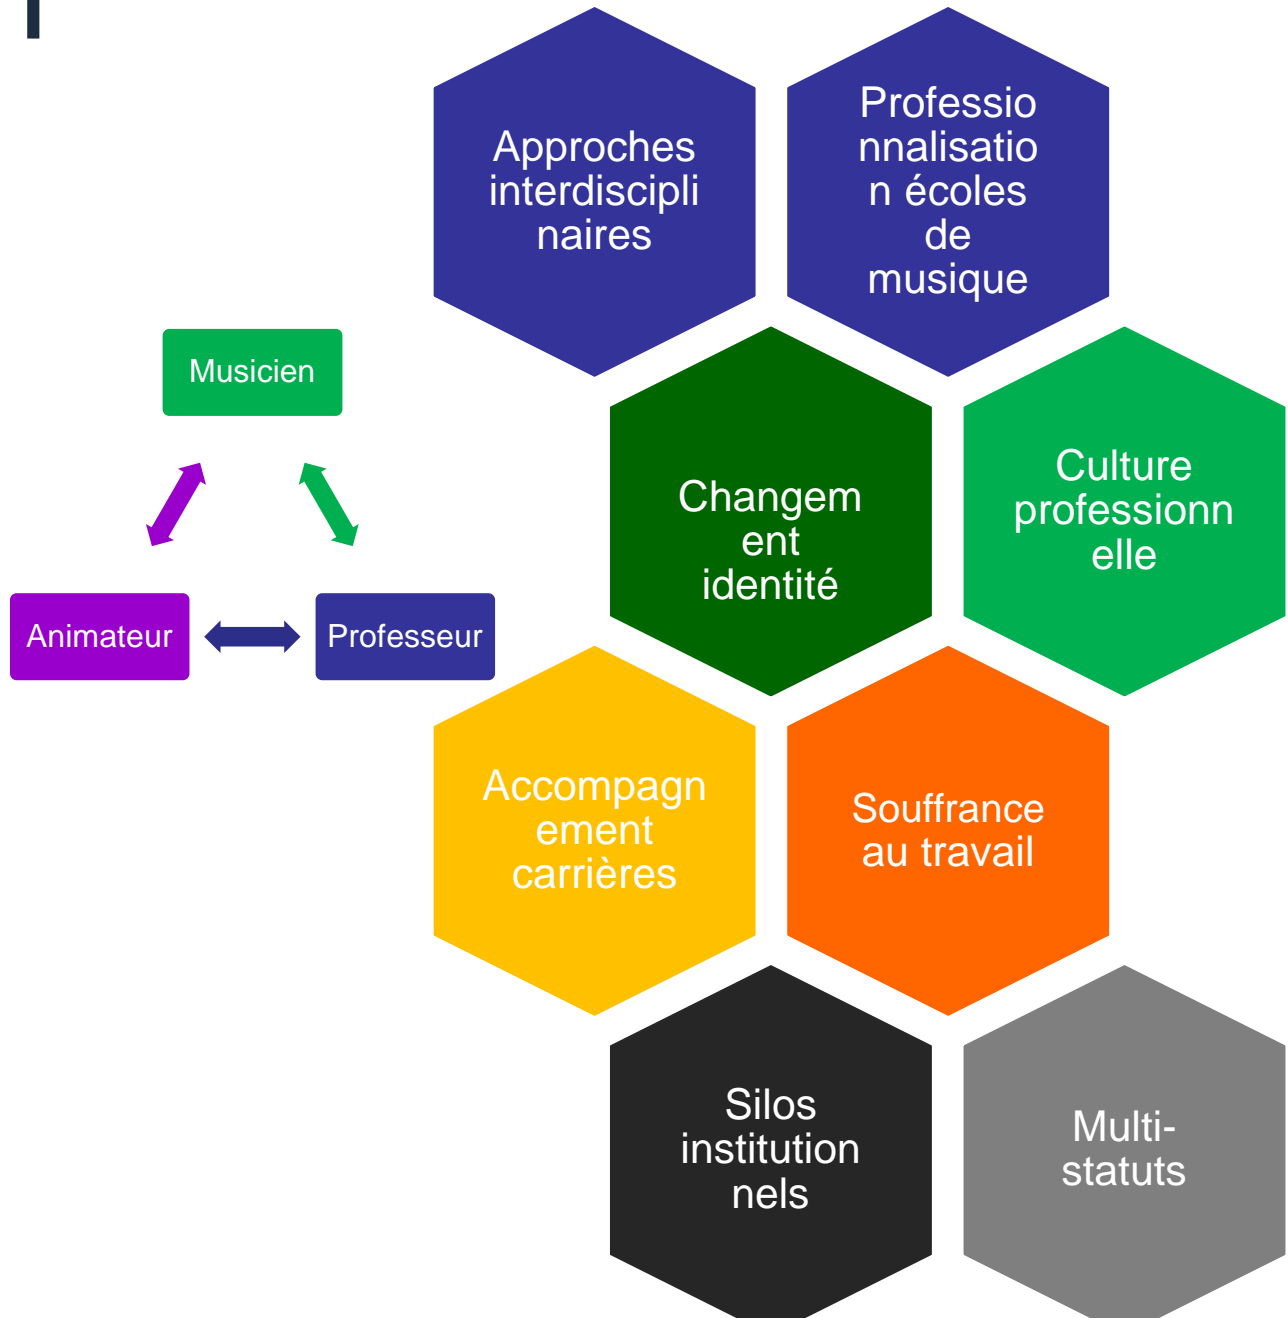 Approches
interdiscipli
naires
Professio
nnalisatio
n écoles
de
musique
Musicien
Animateur
Professeur
Changem
ent
identité
Culture
professionn
elle
Accompagn
ement
carrières
Souffrance
au travail
Silos
institution
nels
Multi-
statuts